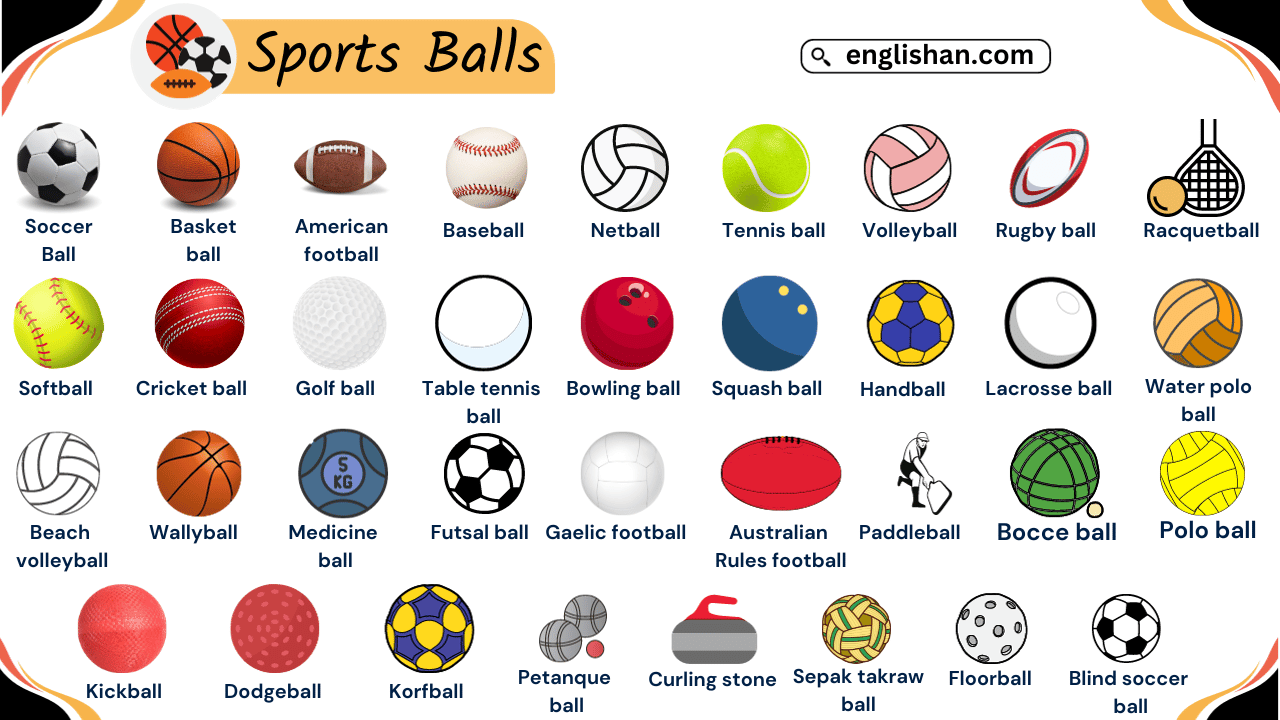 Sports Balls
englishan.com
Soccer
Ball
Basket
ball
American
football
Baseball
Netball
Tennis ball
Volleyball
Rugby ball
Racquetball
Softball
Cricket ball
Golf ball
Table tennis
ball
Bowling ball
Squash ball
Handball
Lacrosse ball
Water polo
ball
5
KG
Beach
volleyball
Wallyball
Medicine
ball
Futsal ball
Gaelic football
Australian
Rules football
Paddleball
Bocce ball
Polo ball
Kickball
Dodgeball
Korfball
Petanque
ball
Curling stone
Sepak takraw
ball
Floorball
Blind soccer
ball